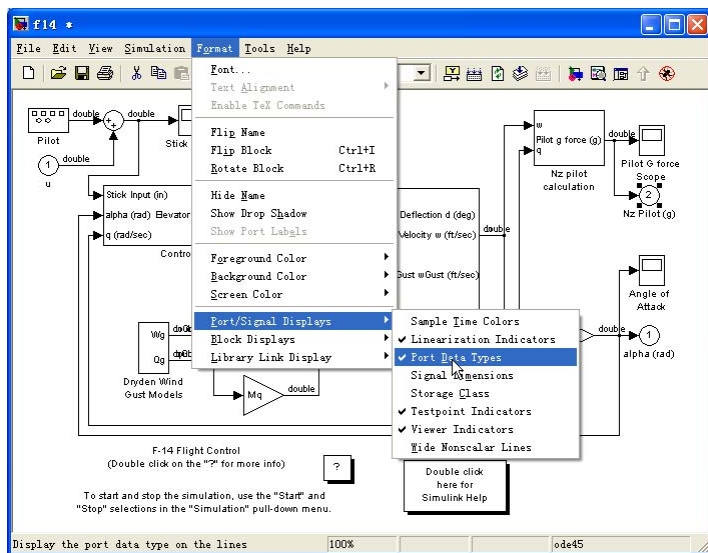 f14 *
File Edit View Simulation Format Tools Help
Font...
Text Alignment
Enable TeX Commands
Flip Name
Flip Block Ctrl+I
Rotate Block Ctrl+R
Hide Name
Show Drop Shadow
Show Port Labels
Foreground Color
Background Color
Screen Color
Port/Signal Displays
Block Displays
Library Link Display
Sample Time Colors
Linearization Indicators
Port Data Types
Signal Dimensions
Storage Class
Testpoint Indicators
Viewer Indicators
Wide Nonscalar Lines
double
double
Pilot
Stick
1
double
u
Stick Input (in)
alpha (rad) Elevator
q (rad/sec)
Contro
Deflection d (deg)
Velocity w (ft/sec)
double
Gust wGust (ft/sec)
w
Pilot g force (g)
q
double
Nz pilot
calculation
Pilot G force
Scope
2
Nz Pilot (g)
Angle of
Attack
double
1
alpha (rad)
Wg
Qg
Dryden Wind
Gust Models
Mq
double
F-14 Flight Control
(Double click on the "?" for more info)
?
To start and stop the simulation, use the "Start" and
"Stop" selections in the "Simulation" pull-down menu.
Double click
here for
Simulink Help
Display the port data type on the lines 100% ode45